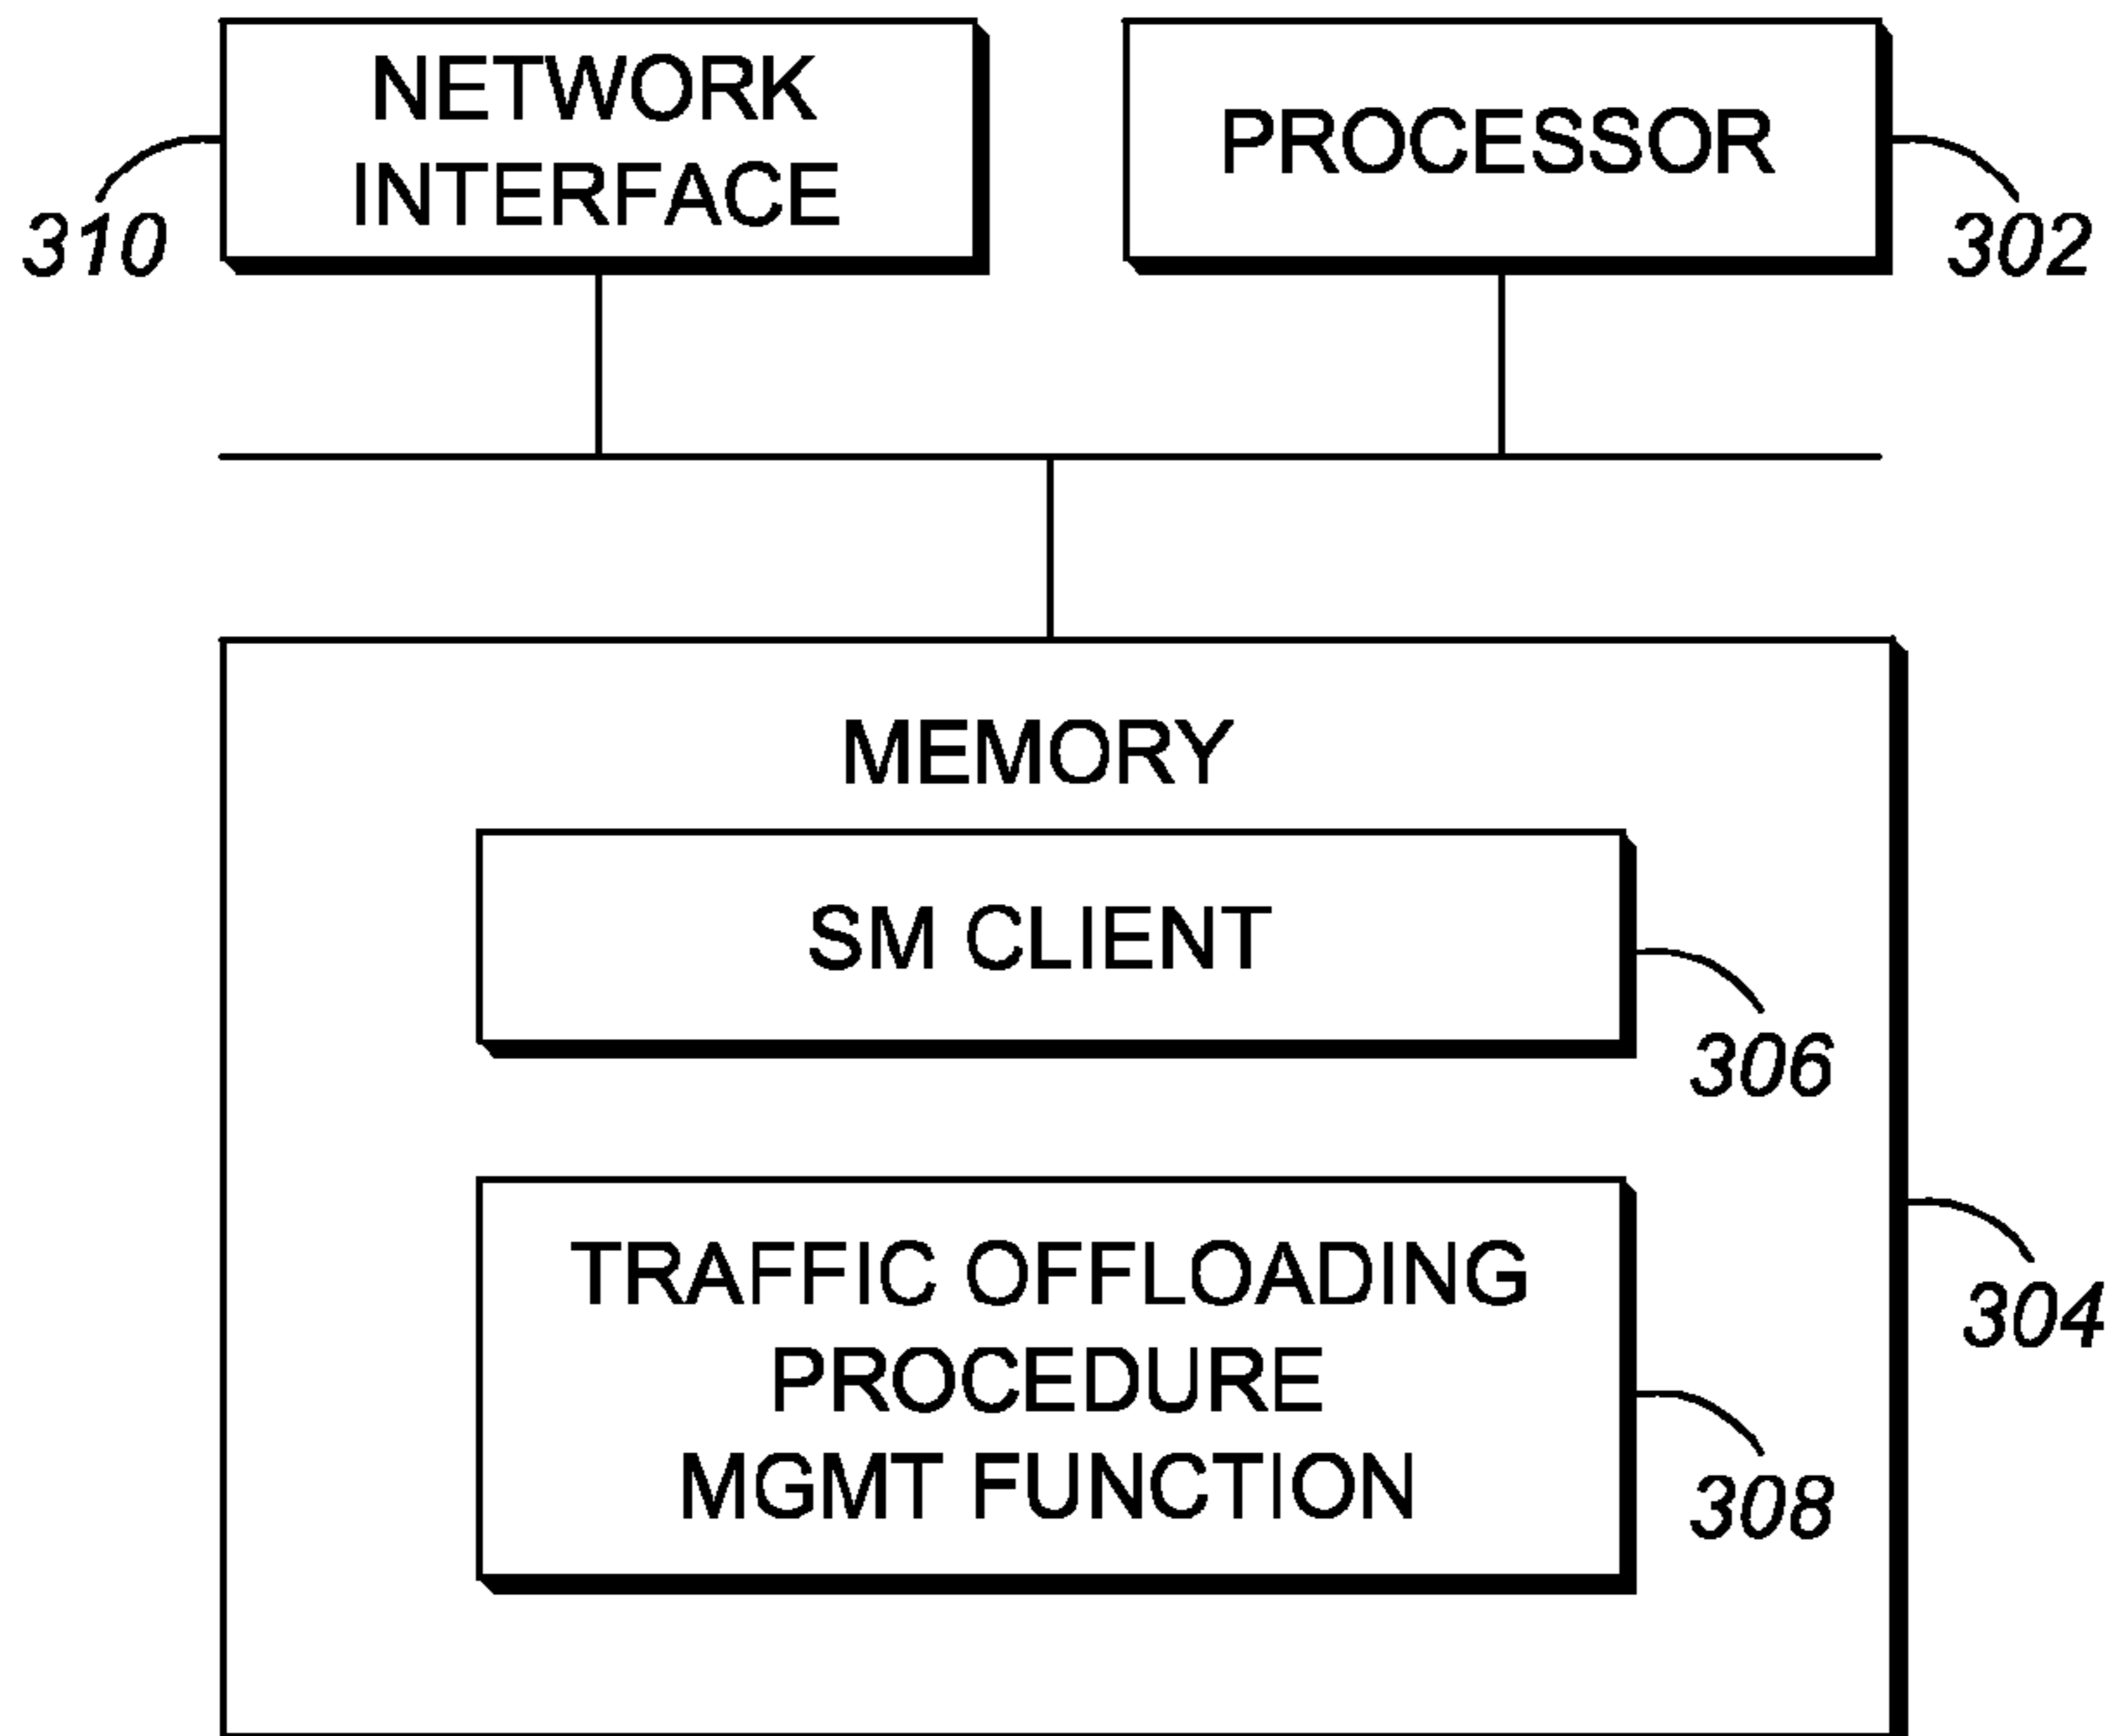 NETWORK
INTERFACE
310
PROCESSOR
302
MEMORY
SM CLIENT
306
TRAFFIC OFFLOADING
PROCEDURE
MGMT FUNCTION
308
304